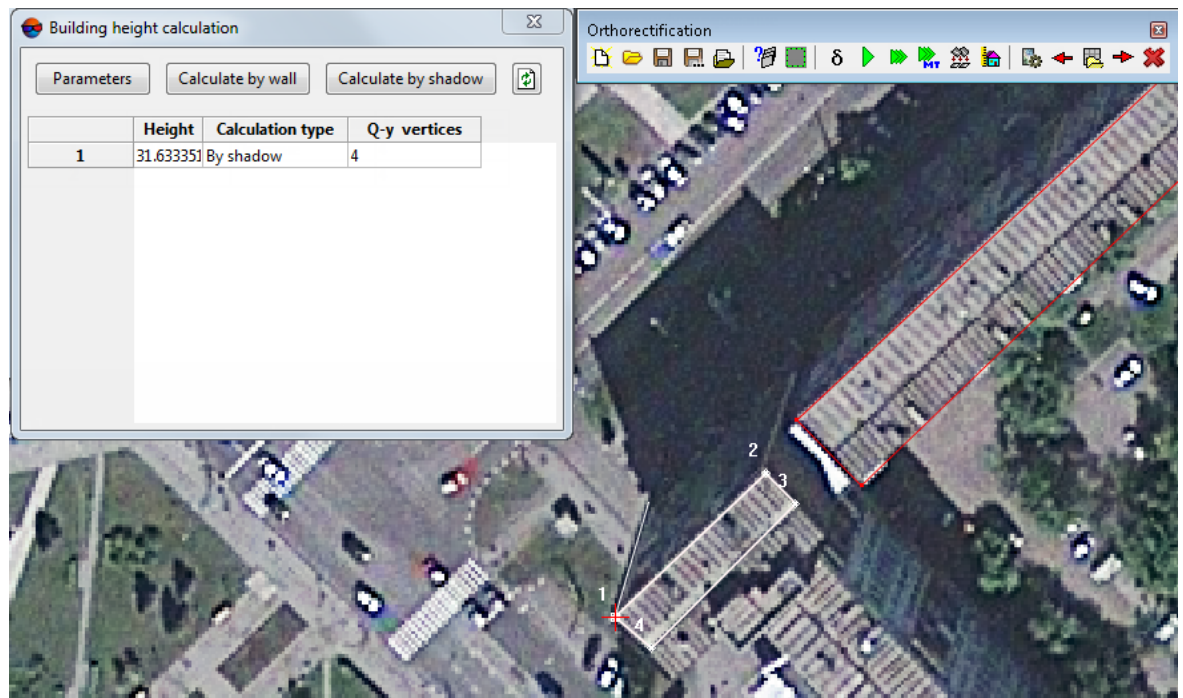 Building height calculation
Parameters
Calculate by wall
Calculate by shadow
Height Calculation type Q-y vertices
1 31.633351 By shadow 4
Orthorectification
δ
MT
2
3
1
4